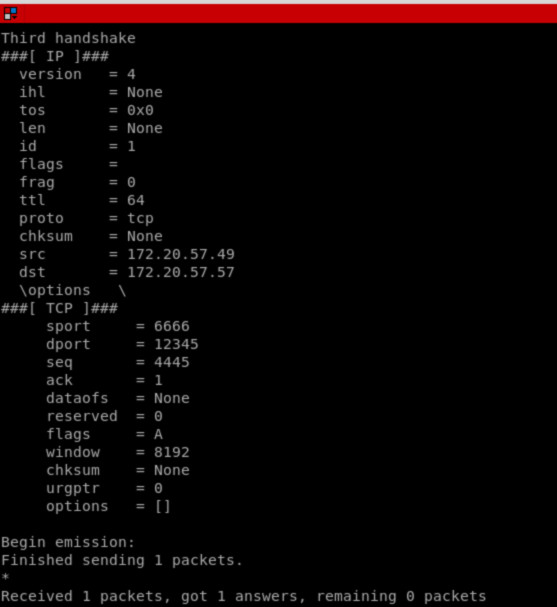 Third handshake
###[ IP ]###
  version   = 4
  ihl       = None
  tos       = 0x0
  len       = None
  id        = 1
  flags     =
  frag      = 0
  ttl       = 64
  proto     = tcp
  chksum    = None
  src       = 172.20.57.49
  dst       = 172.20.57.57
  \options   \
###[ TCP ]###
     sport     = 6666
     dport     = 12345
     seq       = 4445
     ack       = 1
     dataofs   = None
     reserved  = 0
     flags     = A
     window    = 8192
     chksum    = None
     urgptr    = 0
     options   = []

Begin emission:
Finished sending 1 packets.
*
Received 1 packets, got 1 answers, remaining 0 packets